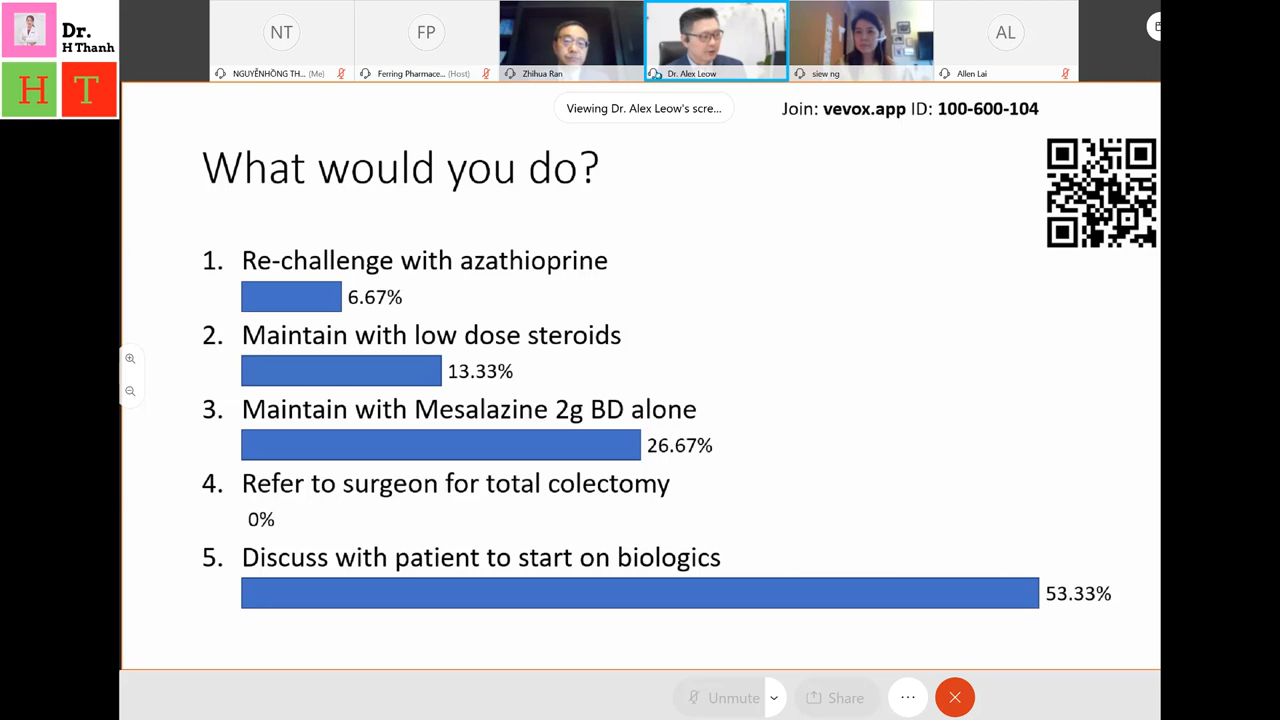 Dr.
H Thanh
H T
NT
FP
AL
NGUYỄNHỒNG TH... (Me)
Ferring Pharmace... (Host)
Zhihua Ran
Dr. Alex Leow
siew ng
Allen Lai
Viewing Dr. Alex Leow's scre...
Join: vevox.app ID: 100-600-104
What would you do?
1. Re-challenge with azathioprine
6.67%
2. Maintain with low dose steroids
13.33%
3. Maintain with Mesalazine 2g BD alone
26.67%
4. Refer to surgeon for total colectomy
0%
5. Discuss with patient to start on biologics
53.33%
Unmute
Share